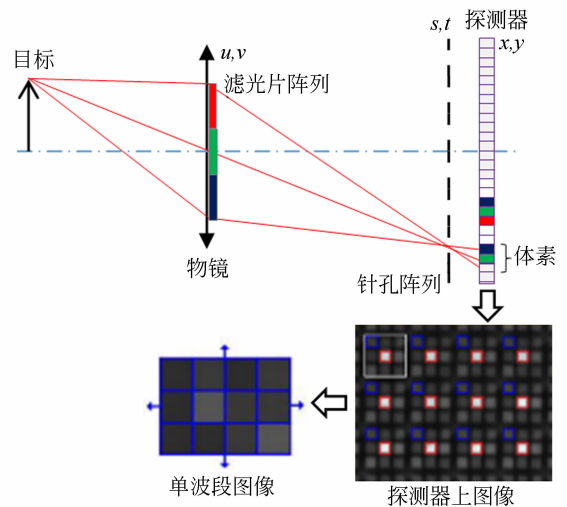 s,t
探测器
目标
u,v
x,y
滤光片阵列
物镜
体素
针孔阵列
单波段图像
探测器上图像